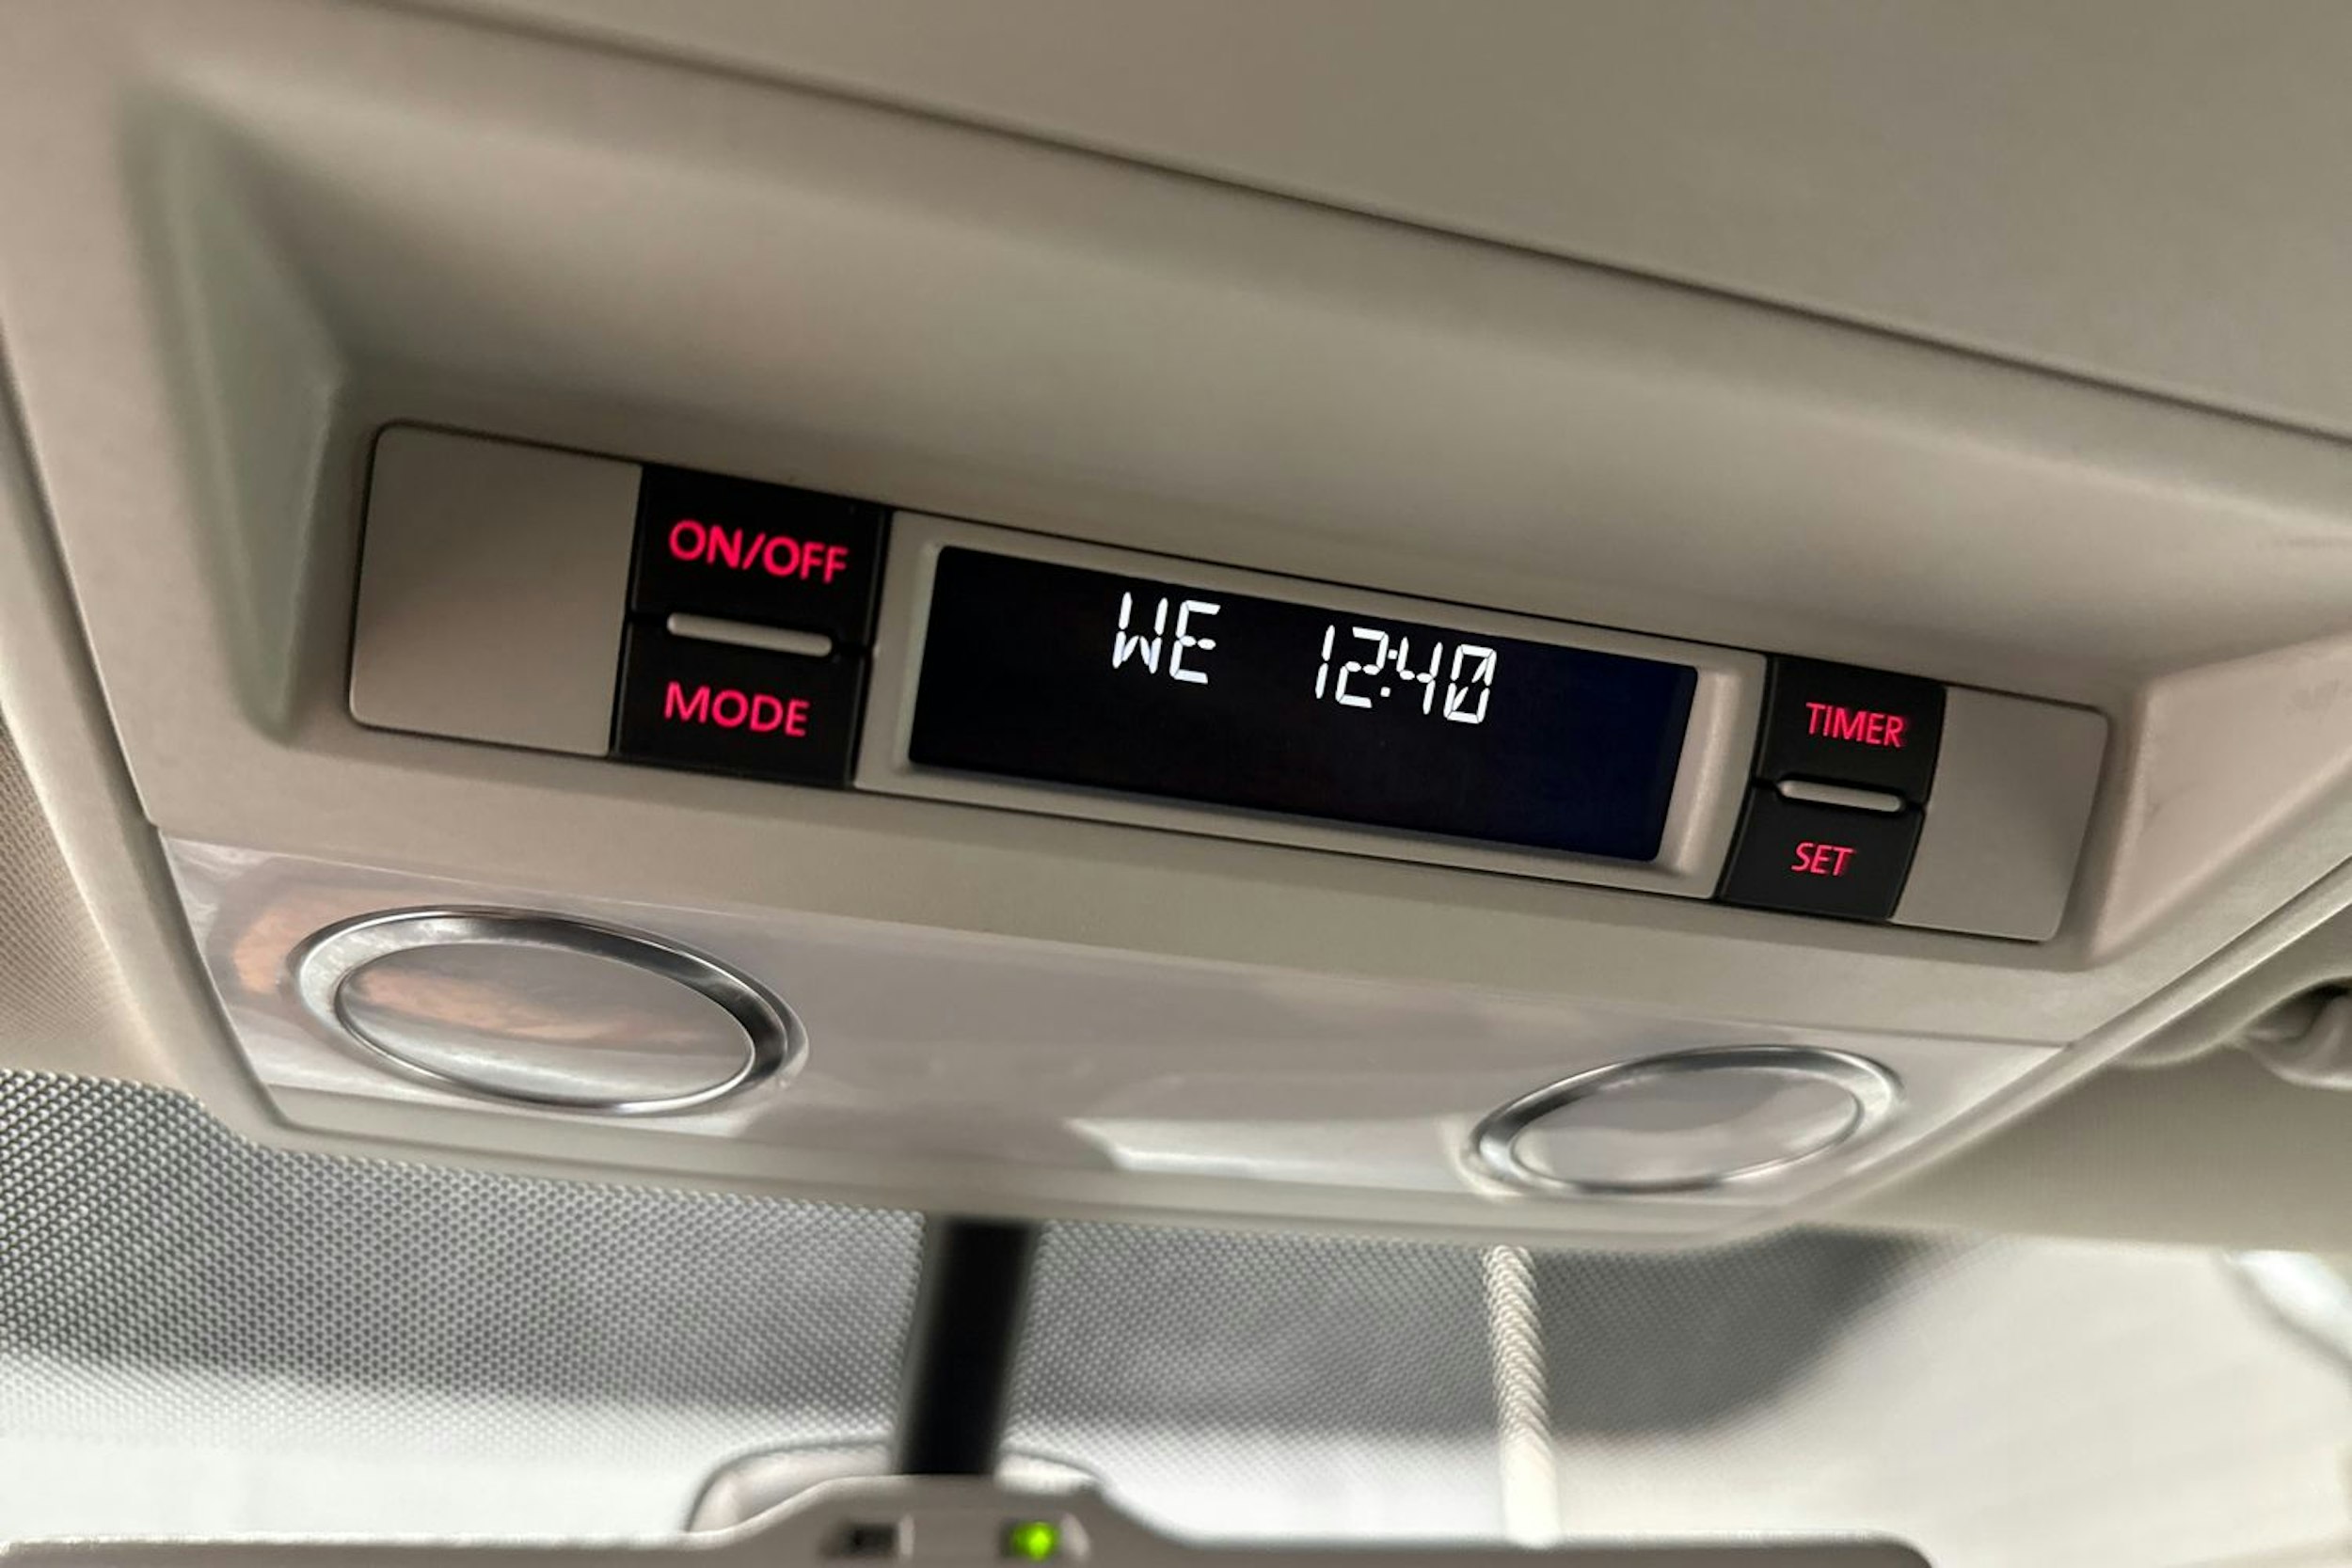 ON/OFF
MODE
WE 12:40
TIMER
SET